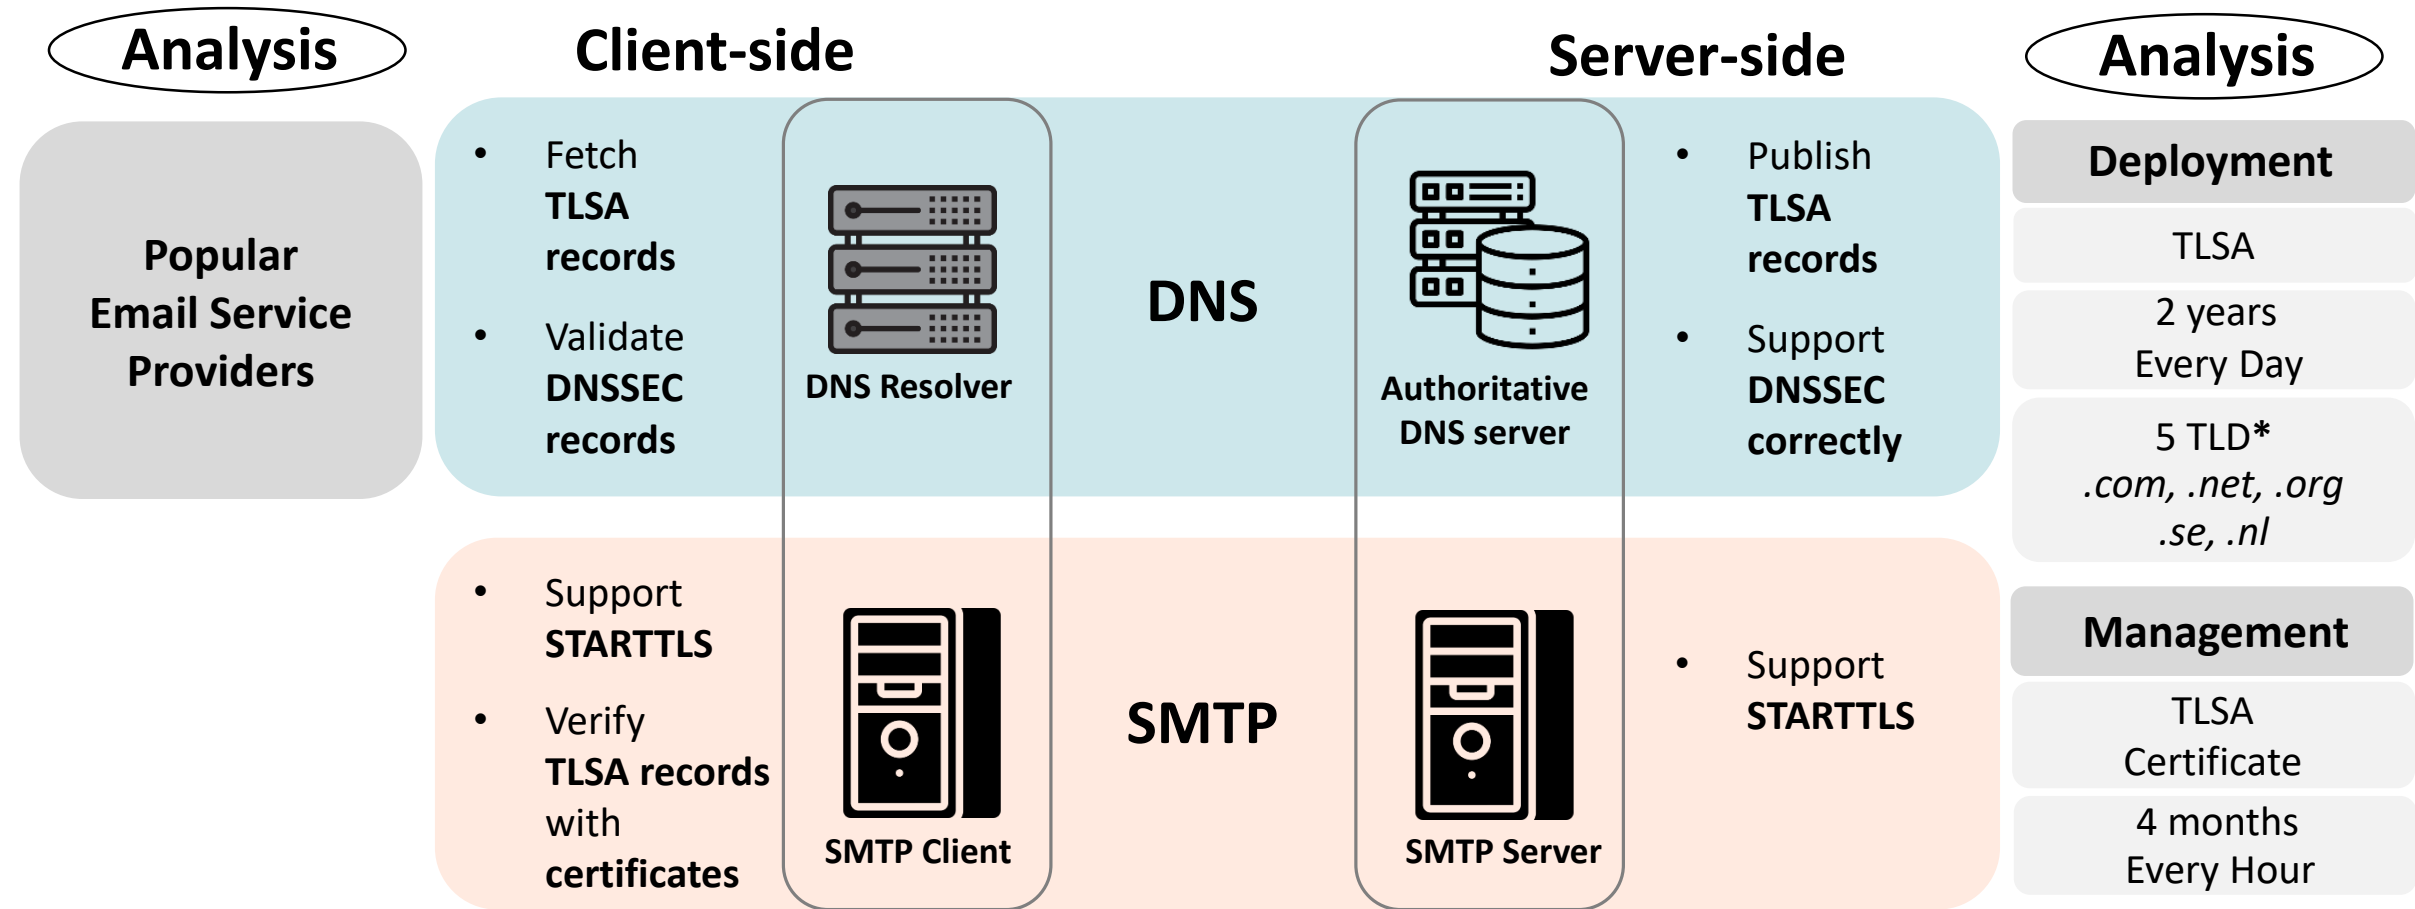 Analysis
Client-side
Server-side
Analysis
Popular
Email Service
Providers
• Fetch
TLSA
records
• Validate
DNSSEC
records
DNS Resolver
DNS
Authoritative
DNS server
• Publish
TLSA
records
• Support
DNSSEC
correctly
• Support
STARTTLS
• Verify
TLSA records
with
certificates
SMTP Client
SMTP
SMTP Server
• Support
STARTTLS
Deployment
TLSA
2 years
Every Day
5 TLD*
.com, .net, .org
.se, .nl
Management
TLSA
Certificate
4 months
Every Hour